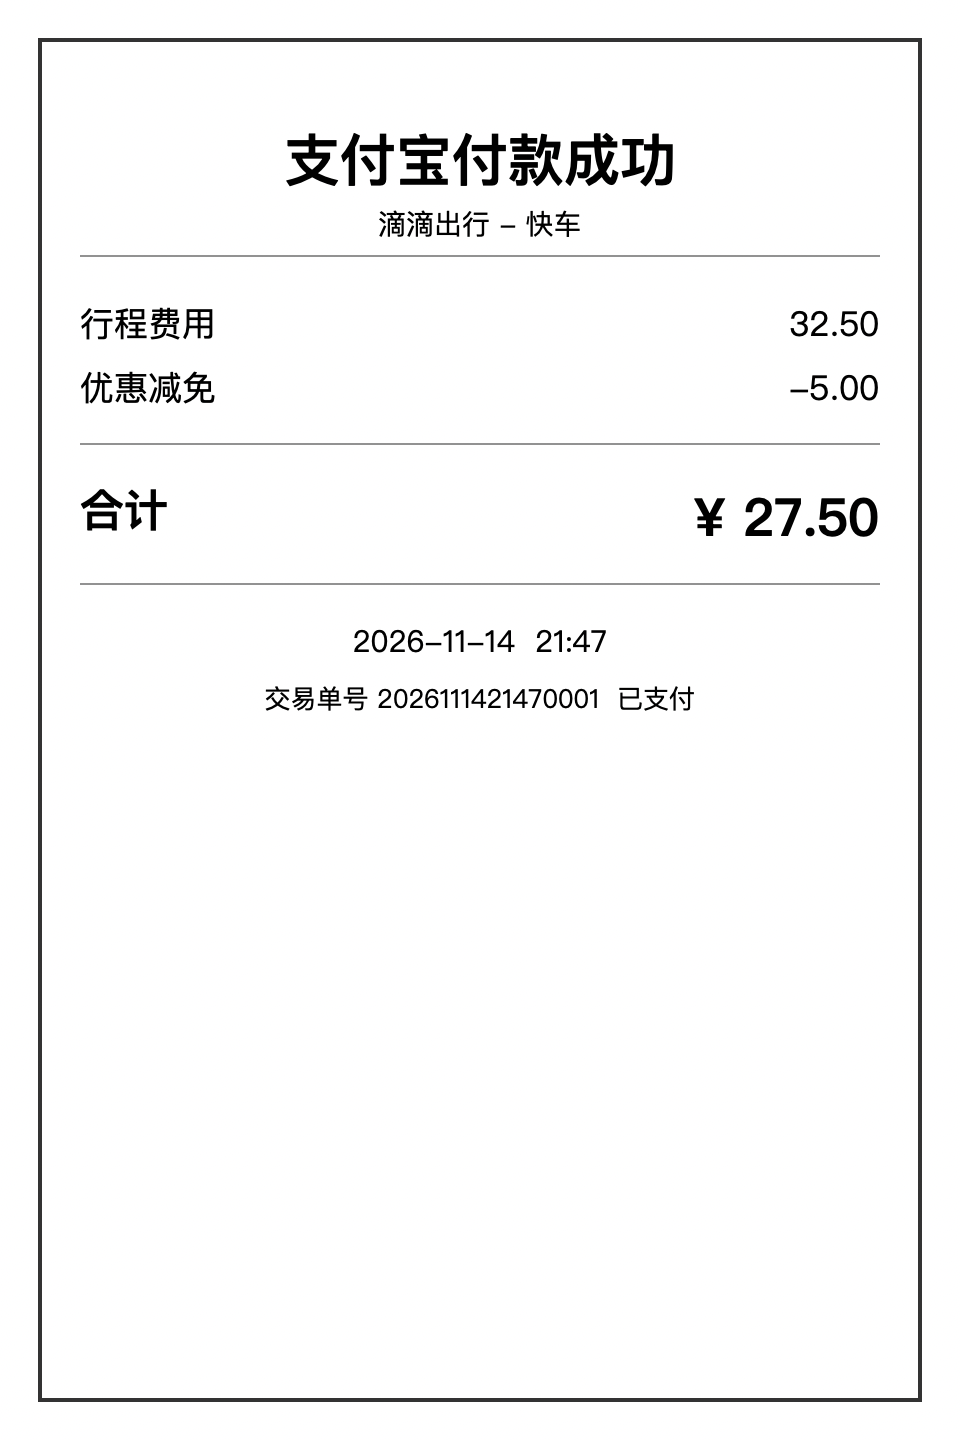 支付宝付款成功
滴滴出行 – 快车
行程费用 32.50
优惠减免 –5.00
合计 ¥ 27.50
2026–11–14 21:47
交易单号 2026111421470001 已支付